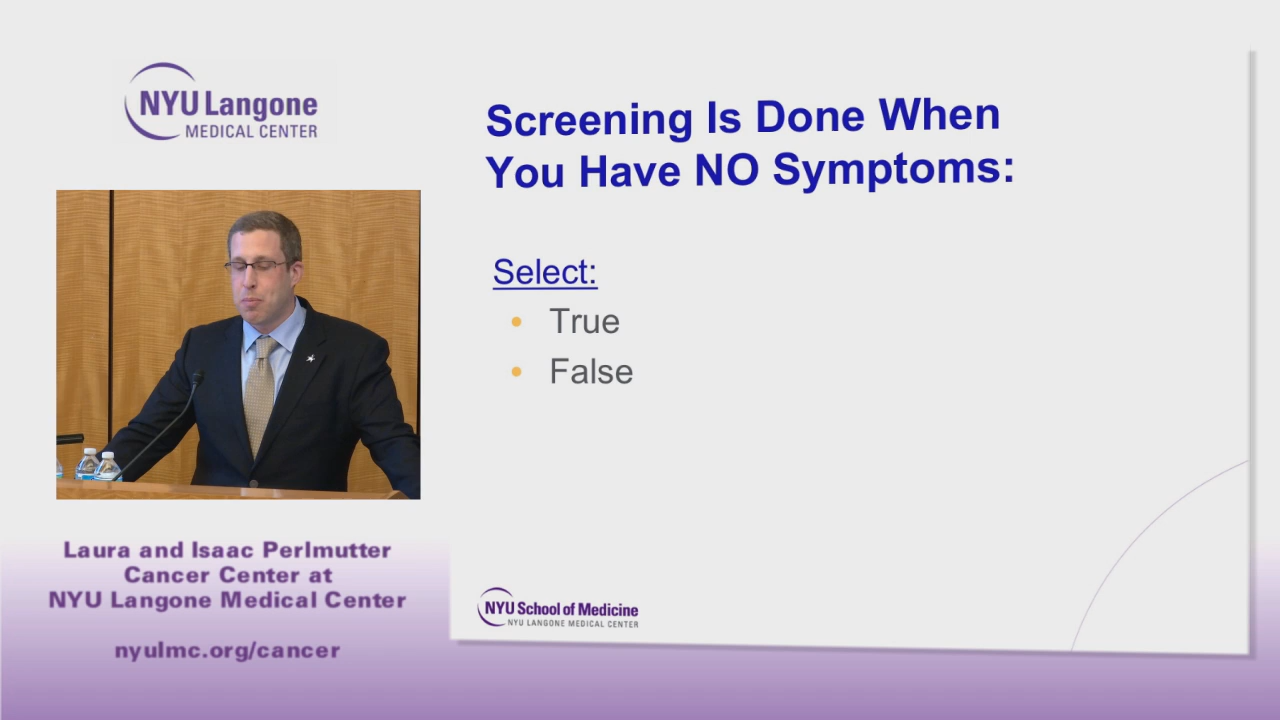 NYU Langone
MEDICAL CENTER
Screening Is Done When
You Have NO Symptoms:
Select:
• True
• False
Laura and Isaac Perlmutter
Cancer Center at
NYU Langone Medical Center
nyulmc.org/cancer
NYU School of Medicine
NYU LANGONE MEDICAL CENTER